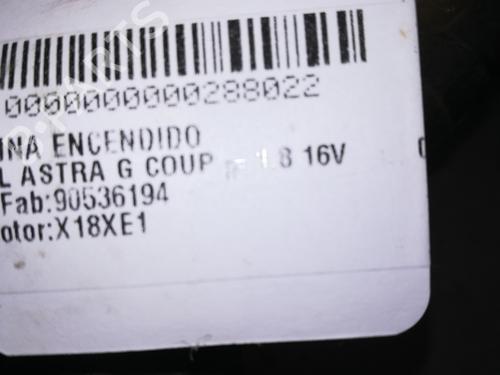 0000000000288022
INA ENCENDIDO
L ASTRA G COUP 1.8 16V
Fab:90536194
otor:X18XE1